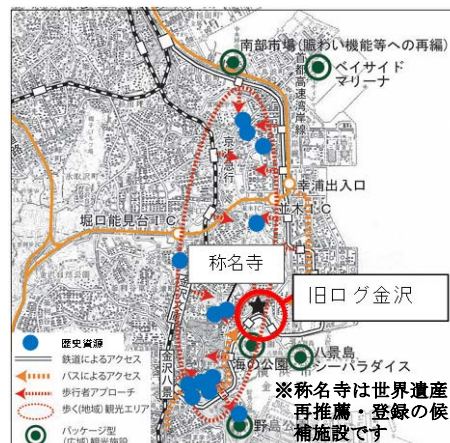 南部市場(賑わい機能等への再編)
ベイサイド
マリーナ
首都高速湾岸線
京浜急行
幸浦出入口
並木IC
堀口能見台IC
称名寺
旧ログ金沢
海の公園
八景島
シーパラダイス
金沢八景
野島公
※称名寺は世界遺産
再推薦・登録の候
補施設です
歴史資源
鉄道によるアクセス
バスによるアクセス
歩行者アプローチ
歩く(地域)観光エリア
パッケージ型
(広域)観光施設